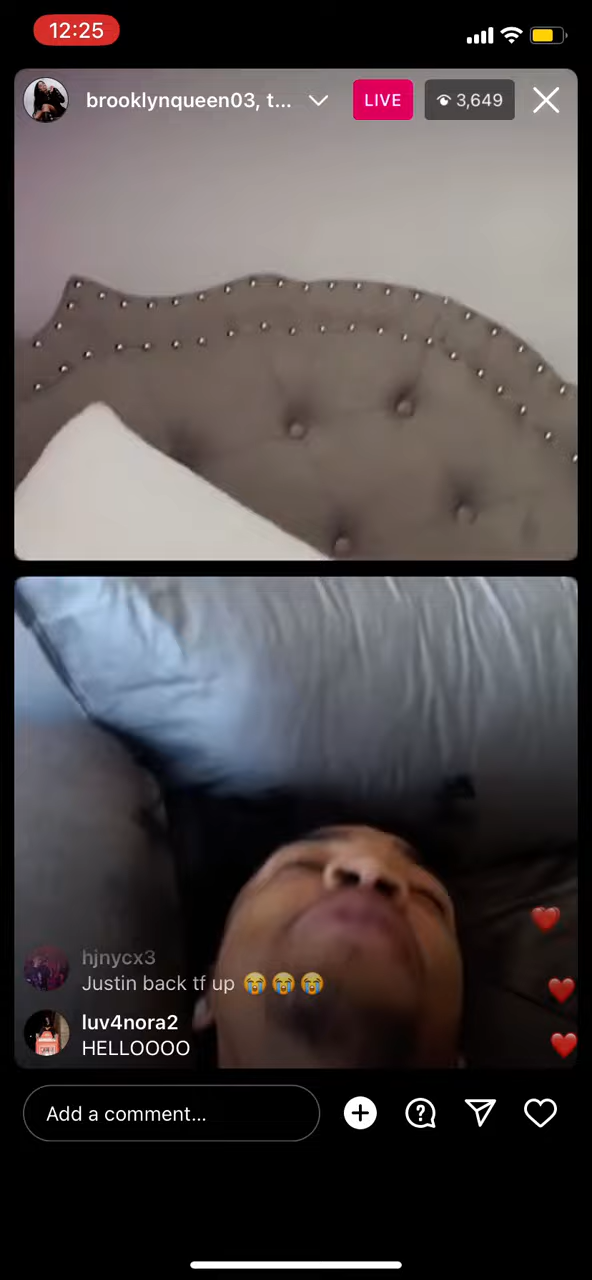 12:25
brooklynqueen03, t...
LIVE
3,649
hjnycx3
Justin back tf up 😭😭😭
luv4nora2
HELLOOOO
Add a comment...